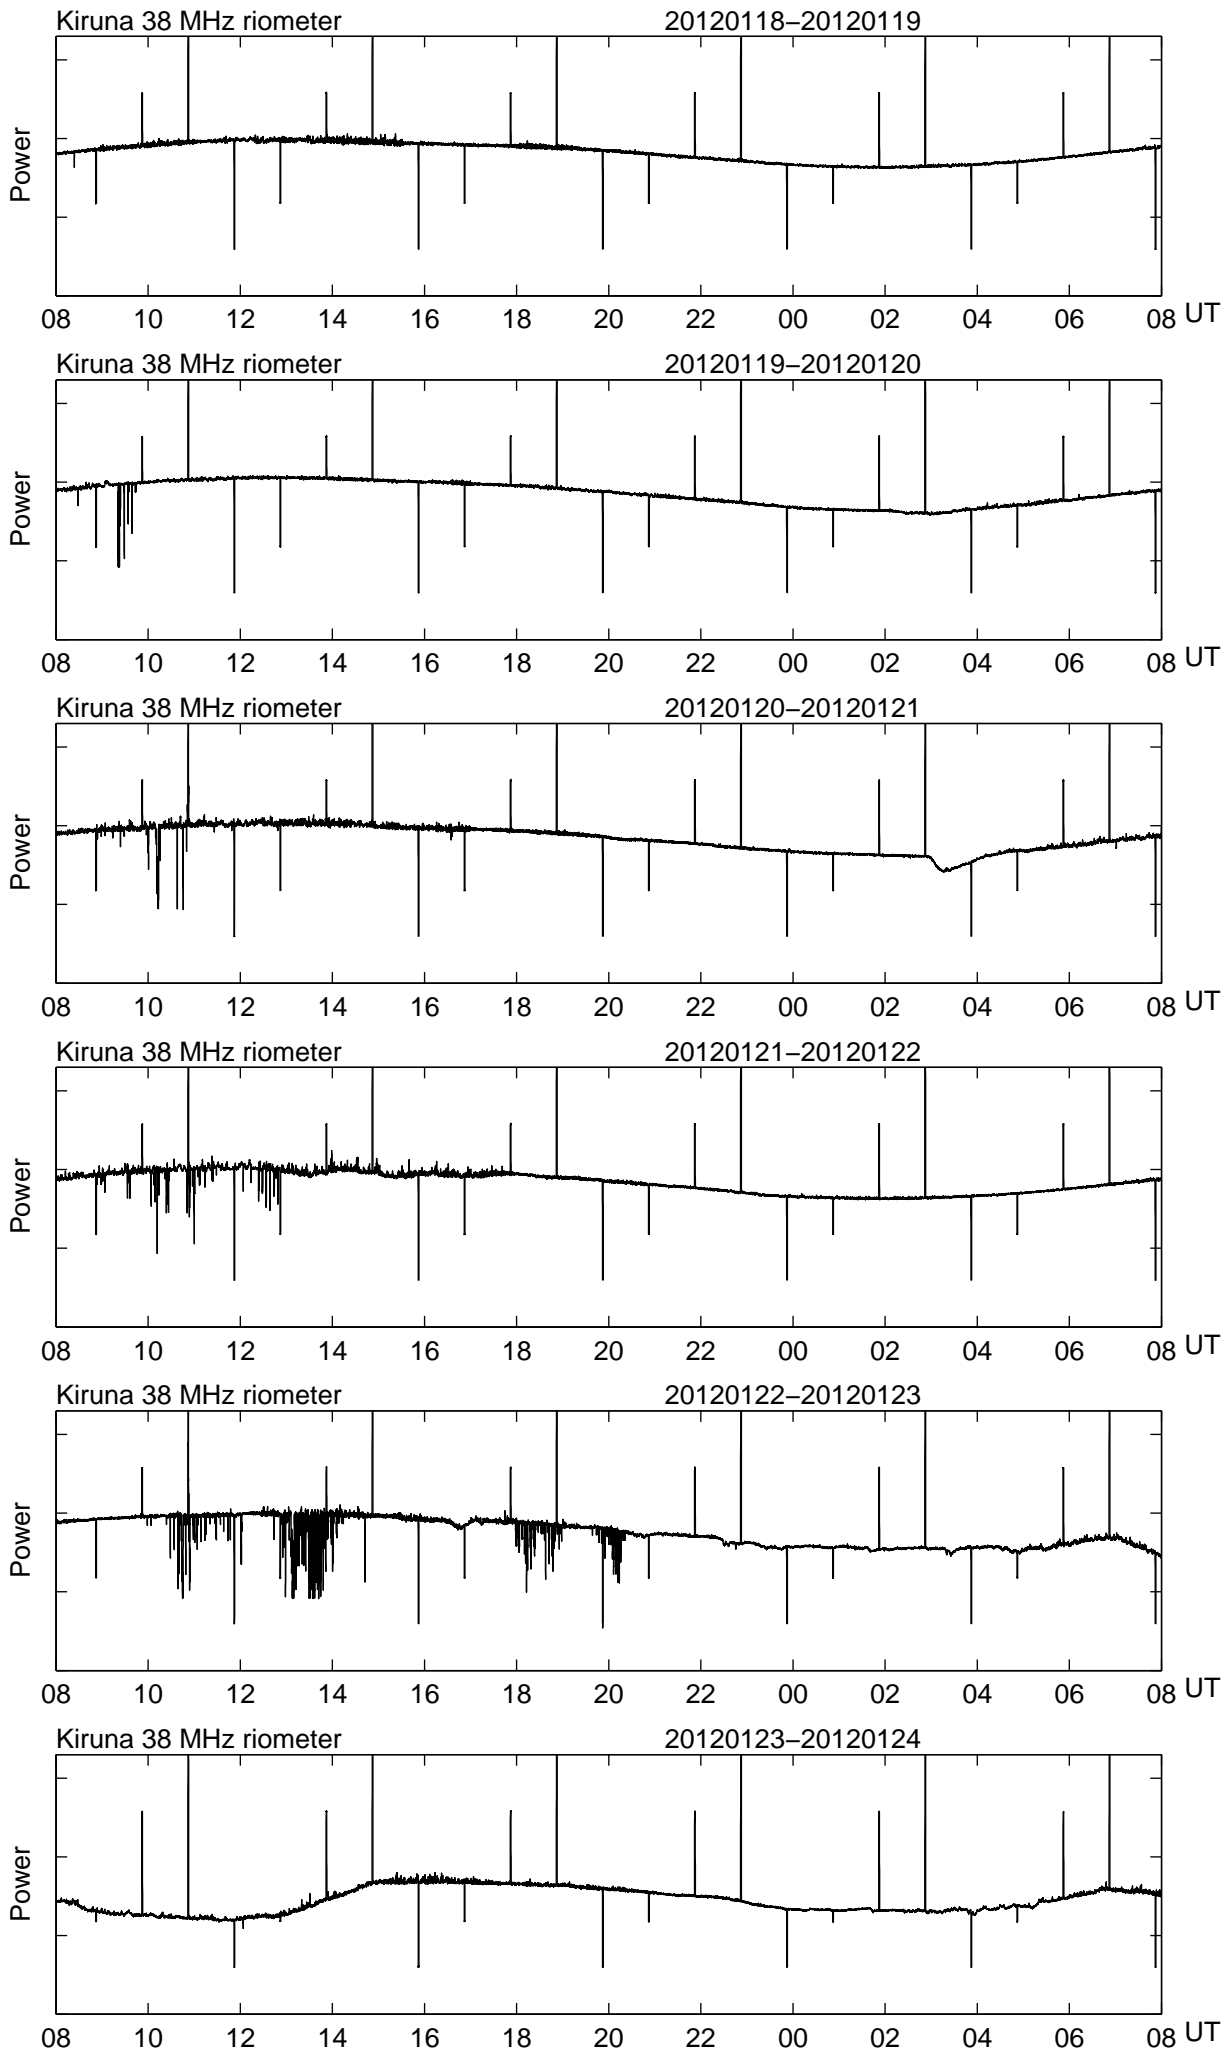 Kiruna 38 MHz riometer 20120118−20120119
Power
08 10 12 14 16 18 20 22 00 02 04 06 08 UT
Kiruna 38 MHz riometer 20120119−20120120
Power
08 10 12 14 16 18 20 22 00 02 04 06 08 UT
Kiruna 38 MHz riometer 20120120−20120121
Power
08 10 12 14 16 18 20 22 00 02 04 06 08 UT
Kiruna 38 MHz riometer 20120121−20120122
Power
08 10 12 14 16 18 20 22 00 02 04 06 08 UT
Kiruna 38 MHz riometer 20120122−20120123
Power
08 10 12 14 16 18 20 22 00 02 04 06 08 UT
Kiruna 38 MHz riometer 20120123−20120124
Power
08 10 12 14 16 18 20 22 00 02 04 06 08 UT